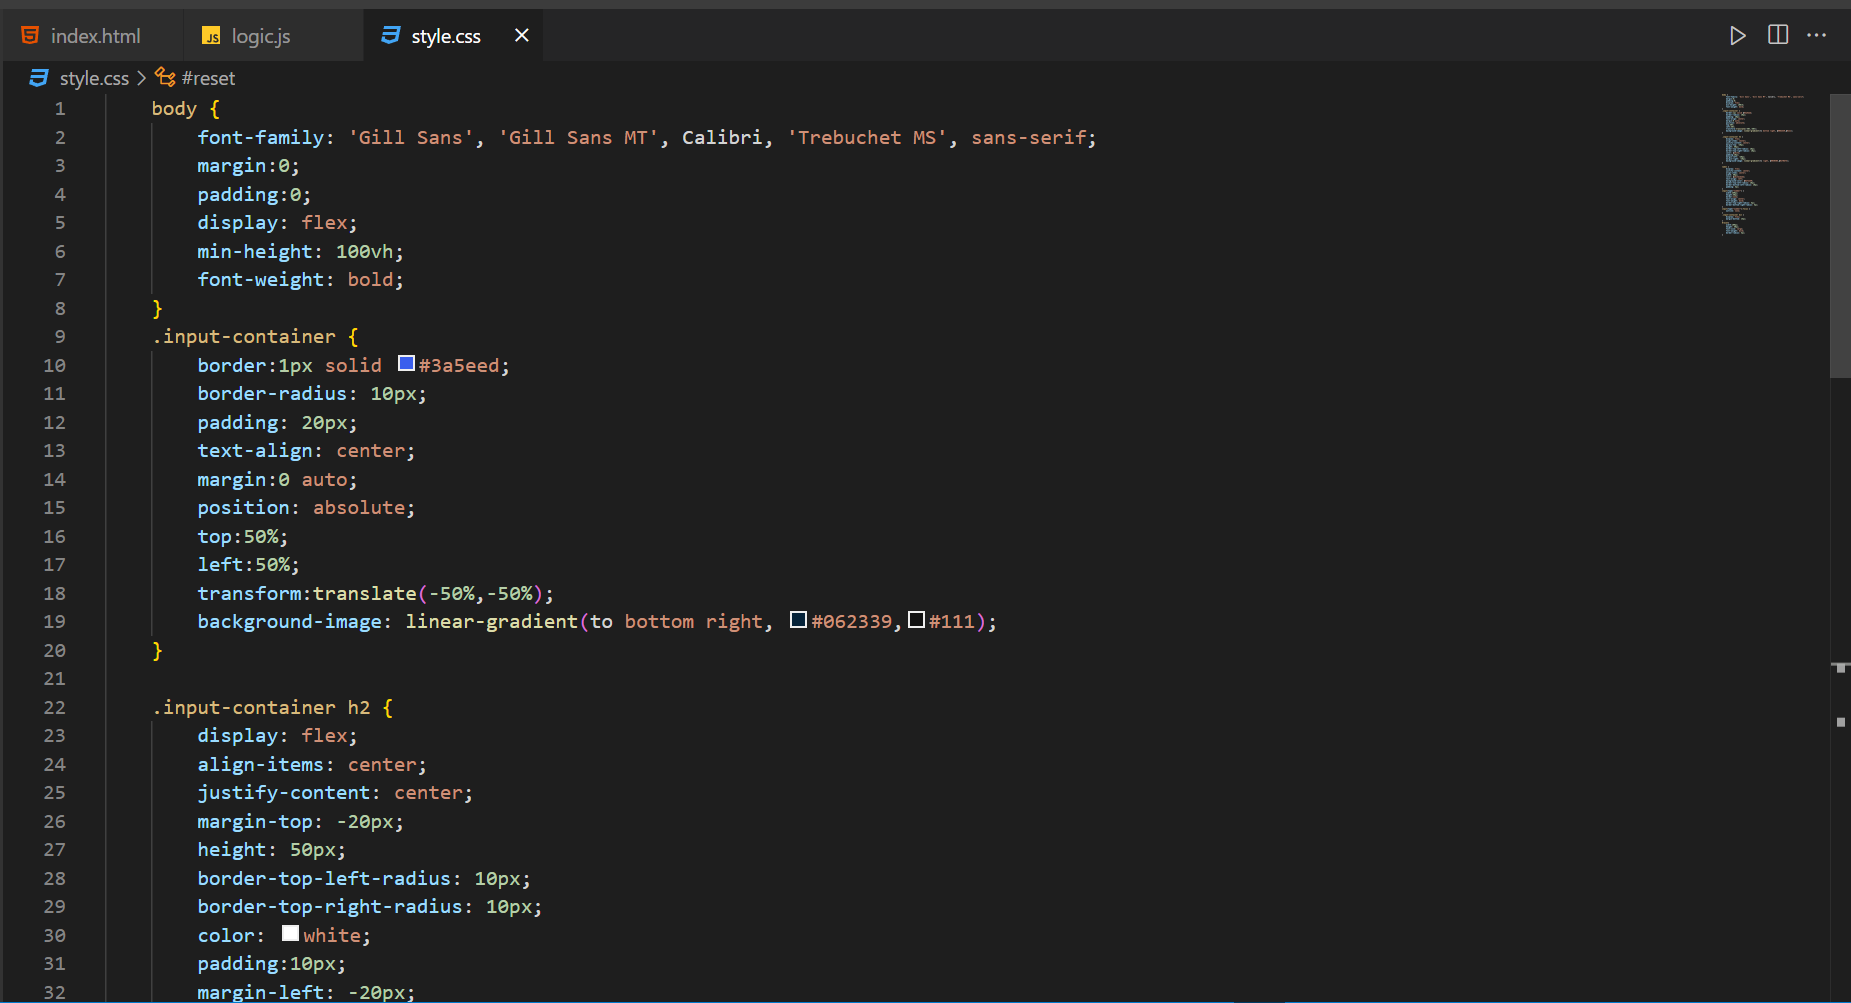 index.html logic.js style.css
style.css > #reset
1 body {
2 font-family: 'Gill Sans', 'Gill Sans MT', Calibri, 'Trebuchet MS', sans-serif;
3 margin:0;
4 padding:0;
5 display: flex;
6 min-height: 100vh;
7 font-weight: bold;
8 }
9 .input-container {
10 border:1px solid #3a5eed;
11 border-radius: 10px;
12 padding: 20px;
13 text-align: center;
14 margin:0 auto;
15 position: absolute;
16 top:50%;
17 left:50%;
18 transform:translate(-50%,-50%);
19 background-image: linear-gradient(to bottom right, #062339,#111);
20 }
21
22 .input-container h2 {
23 display: flex;
24 align-items: center;
25 justify-content: center;
26 margin-top: -20px;
27 height: 50px;
28 border-top-left-radius: 10px;
29 border-top-right-radius: 10px;
30 color: white;
31 padding:10px;
32 margin-left: -20px;